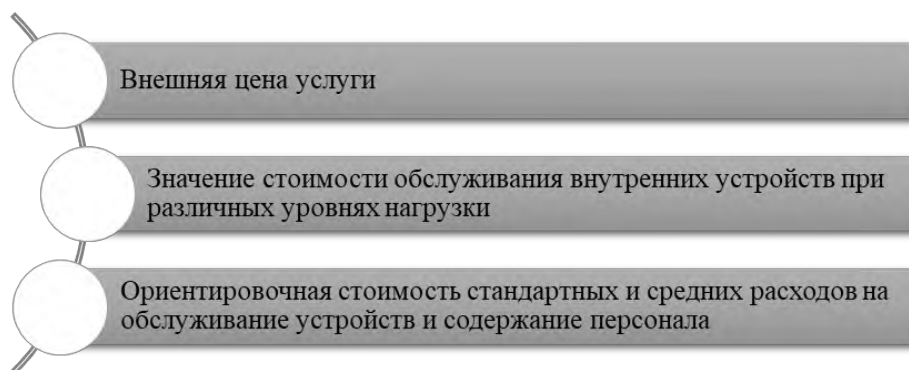 Внешняя цена услуги
Значение стоимости обслуживания внутренних устройств при
различных уровнях нагрузки
Ориентировочная стоимость стандартных и средних расходов на
обслуживание устройств и содержание персонала